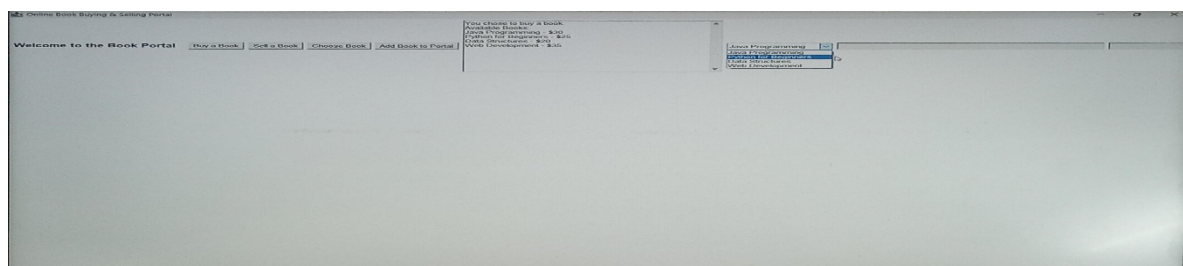 Online Book Buying & Selling Portal
Welcome to the Book Portal
Buy a Book
Sell a Book
Choose Book
Add Book to Portal
You chose to buy a book.
Available Books:
Java Programming - $30
Python for Beginners - $25
Data Structures - $20
Web Development - $35
Java Programming
Java Programming
Python for Beginners
Data Structures
Web Development